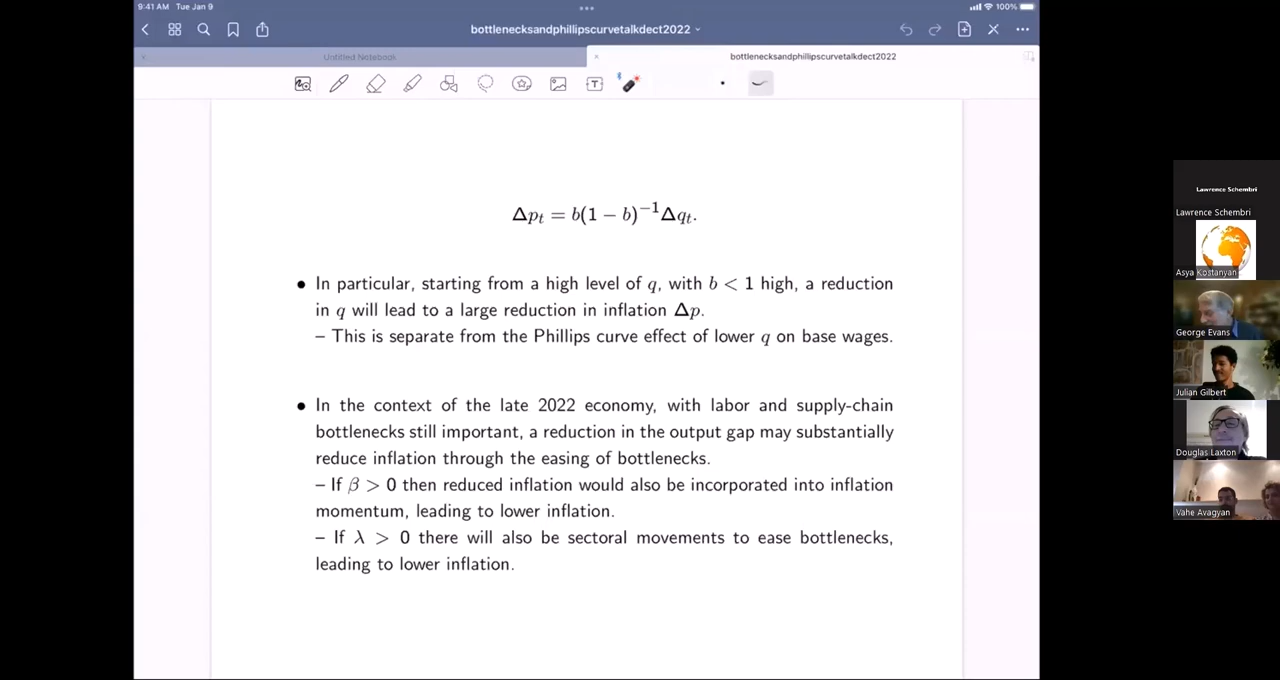 9:41 AM Tue Jan 9
100%
bottlenecksandphillipscurvetalkdect2022
Untitled Notebook
bottlenecksandphillipscurvetalkdect2022
T
Δpₜ = b(1 − b)⁻¹Δqₜ.
• In particular, starting from a high level of q, with b < 1 high, a reduction
in q will lead to a large reduction in inflation Δp.
– This is separate from the Phillips curve effect of lower q on base wages.
• In the context of the late 2022 economy, with labor and supply-chain
bottlenecks still important, a reduction in the output gap may substantially
reduce inflation through the easing of bottlenecks.
– If β > 0 then reduced inflation would also be incorporated into inflation
momentum, leading to lower inflation.
– If λ > 0 there will also be sectoral movements to ease bottlenecks,
leading to lower inflation.
Lawrence Schembri
Lawrence Schembri
Asya Kostanyan
George Evans
Julian Gilbert
Douglas Laxton
Vahe Avagyan